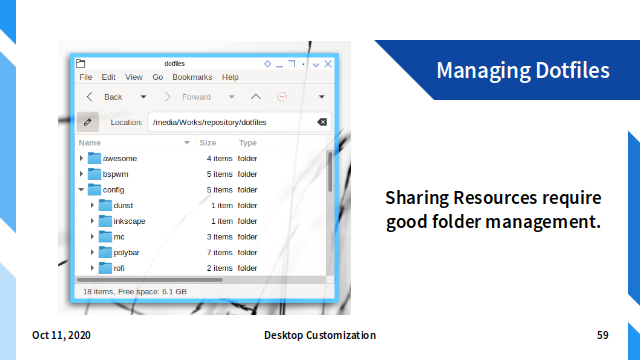 dotfiles
File Edit View Go Bookmarks Help
Back Forward
Location: /media/Works/repository/dotfiles
Name Size Type
awesome 4 items folder
bspwm 5 items folder
config 5 items folder
dunst 1 item folder
inkscape 1 item folder
mc 3 items folder
polybar 7 items folder
rofi 2 items folder
18 items, Free space: 6.1 GB
Managing Dotfiles
Sharing Resources require
good folder management.
Oct 11, 2020 Desktop Customization 59